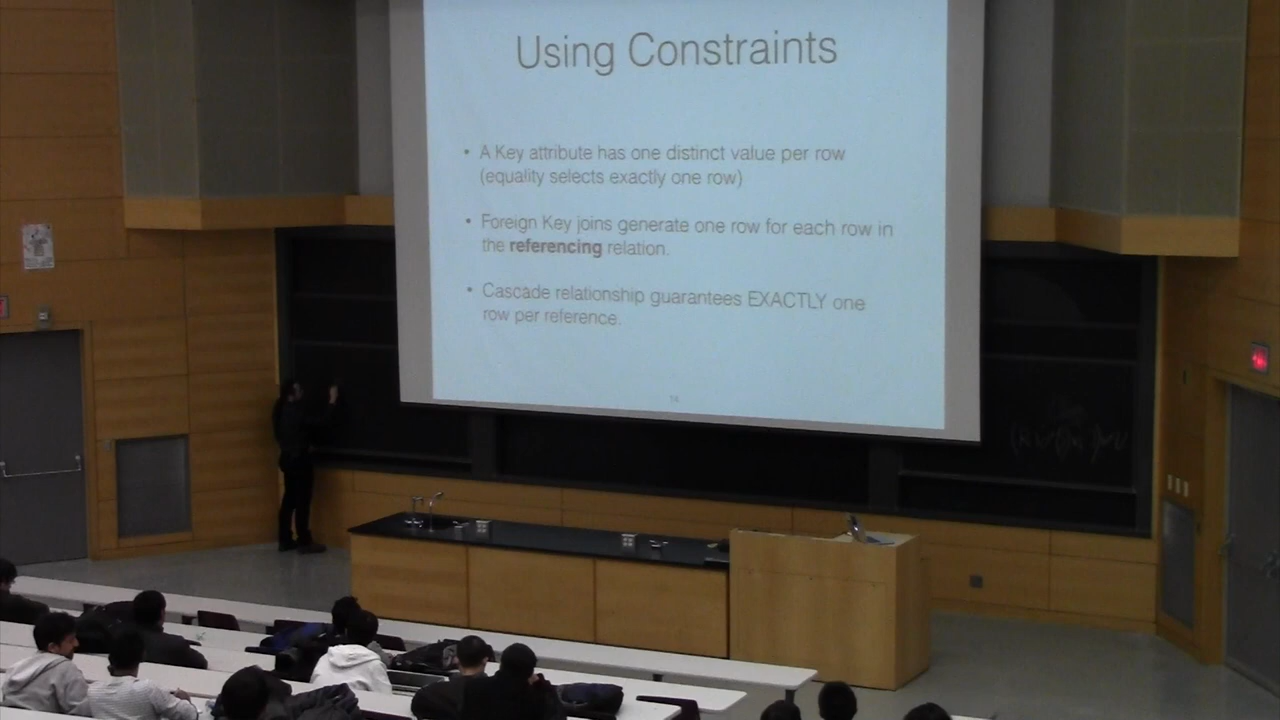 Using Constraints
• A Key attribute has one distinct value per row
(equality selects exactly one row)
• Foreign Key joins generate one row for each row in
the referencing relation.
• Cascade relationship guarantees EXACTLY one
row per reference.